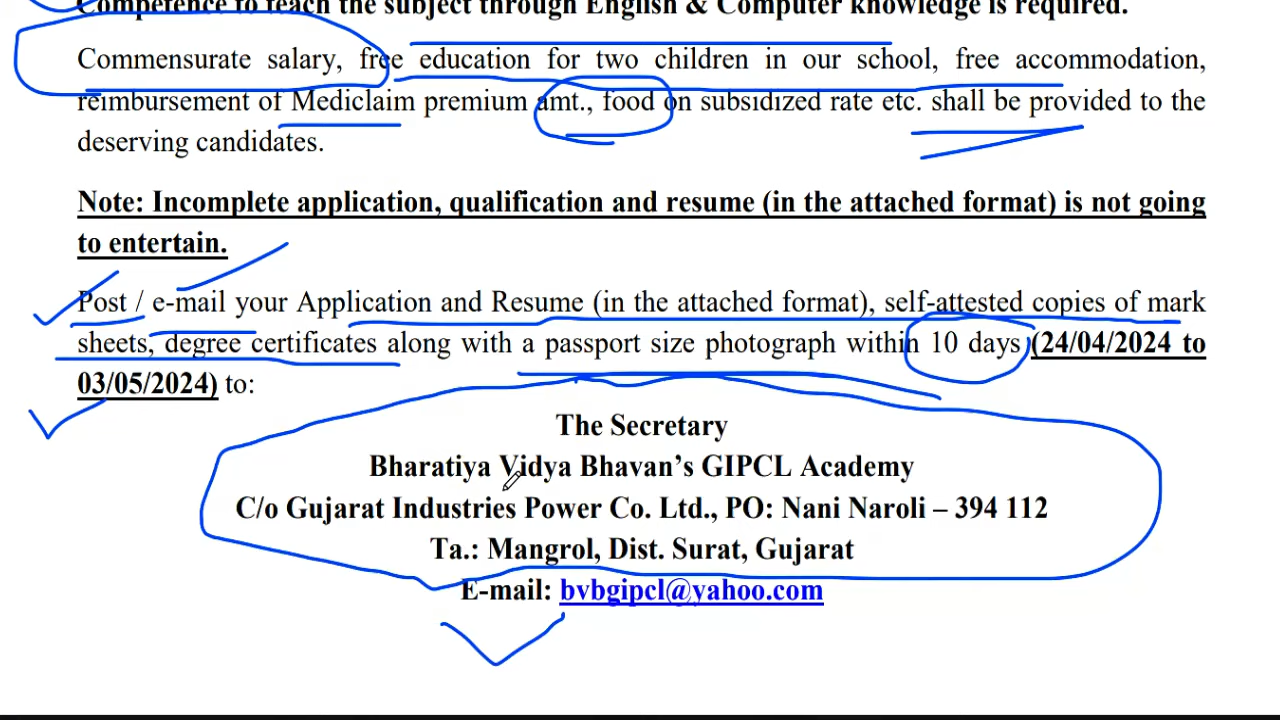 Competence to teach the subject through English & Computer knowledge is required.
Commensurate salary, free education for two children in our school, free accommodation,
reimbursement of Mediclaim premium amt., food on subsidized rate etc. shall be provided to the
deserving candidates.
Note: Incomplete application, qualification and resume (in the attached format) is not going
to entertain.
Post / e-mail your Application and Resume (in the attached format), self-attested copies of mark
sheets, degree certificates along with a passport size photograph within 10 days (24/04/2024 to
03/05/2024) to:
The Secretary
Bharatiya Vidya Bhavan’s GIPCL Academy
C/o Gujarat Industries Power Co. Ltd., PO: Nani Naroli – 394 112
Ta.: Mangrol, Dist. Surat, Gujarat
E-mail: bvbgipcl@yahoo.com